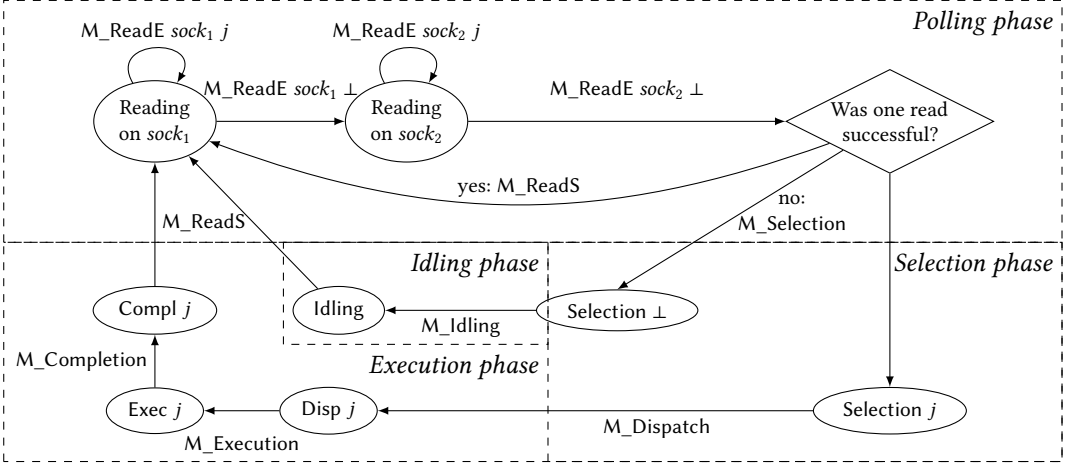 Polling phase
M_ReadE sock₁ j
M_ReadE sock₂ j
Reading
on sock₁
M_ReadE sock₁ ⊥
Reading
on sock₂
M_ReadE sock₂ ⊥
Was one read
successful?
yes: M_ReadS
no:
M_Selection
M_ReadS
Idling phase
Selection phase
Compl j
Idling
M_Idling
Selection ⊥
M_Completion
Execution phase
Exec j
M_Execution
Disp j
M_Dispatch
Selection j